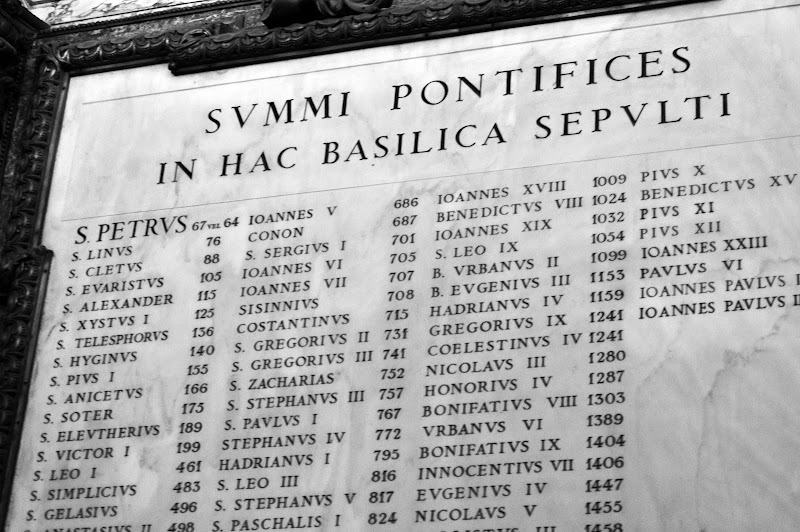 SVMMI PONTIFICES
IN HAC BASILICA SEPVLTI
S. PETRVS 67 VEL 64
S. LINVS 76
S. CLETVS 88
S. EVARISTVS 105
S. ALEXANDER 115
S. XYSTVS I 125
S. TELESPHORVS 136
S. HYGINVS 140
S. PIVS I 155
S. ANICETVS 166
S. SOTER 175
S. ELEVTHERIVS 189
S. VICTOR I 199
S. LEO I 461
S. SIMPLICIVS 483
S. GELASIVS 496
S. ANASTASIVS II 498
IOANNES V 686
CONON 687
S. SERGIVS I 701
IOANNES VI 705
IOANNES VII 707
SISINNIVS 708
COSTANTINVS 715
S. GREGORIVS II 731
S. GREGORIVS III 741
S. ZACHARIAS 752
S. STEPHANVS III 757
S. PAVLVS I 767
STEPHANVS IV 772
HADRIANVS I 795
S. LEO III 816
S. STEPHANVS V 817
S. PASCHALIS I 824
IOANNES XVIII 1009
BENEDICTVS VIII 1024
IOANNES XIX 1032
S. LEO IX 1054
B. VRBANVS II 1099
B. EVGENIVS III 1153
HADRIANVS IV 1159
GREGORIVS IX 1241
COELESTINVS IV 1241
NICOLAVS III 1280
HONORIVS IV 1287
BONIFATIVS VIII 1303
VRBANVS VI 1389
BONIFATIVS IX 1404
INNOCENTIVS VII 1406
EVGENIVS IV 1447
NICOLAVS V 1455
III 1458
PIVS X
BENEDICTVS XV
PIVS XI
PIVS XII
IOANNES XXIII
PAVLVS VI
IOANNES PAVLVS I
IOANNES PAVLVS II